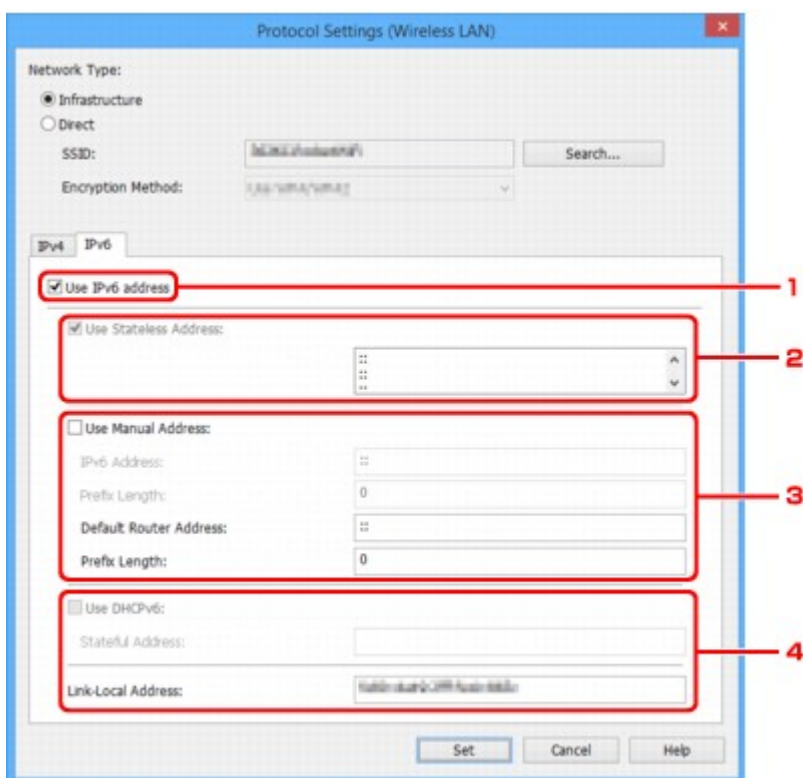 Protocol Settings (Wireless LAN)
Network Type:
Infrastructure
Direct
SSID:
Search...
Encryption Method:
IPv4 IPv6
Use IPv6 address
1
Use Stateless Address:
::
::
::
2
Use Manual Address:
IPv6 Address: ::
Prefix Length: 0
3
Default Router Address: ::
Prefix Length: 0
Use DHCPv6:
Stateful Address:
4
Link-Local Address:
Set Cancel Help